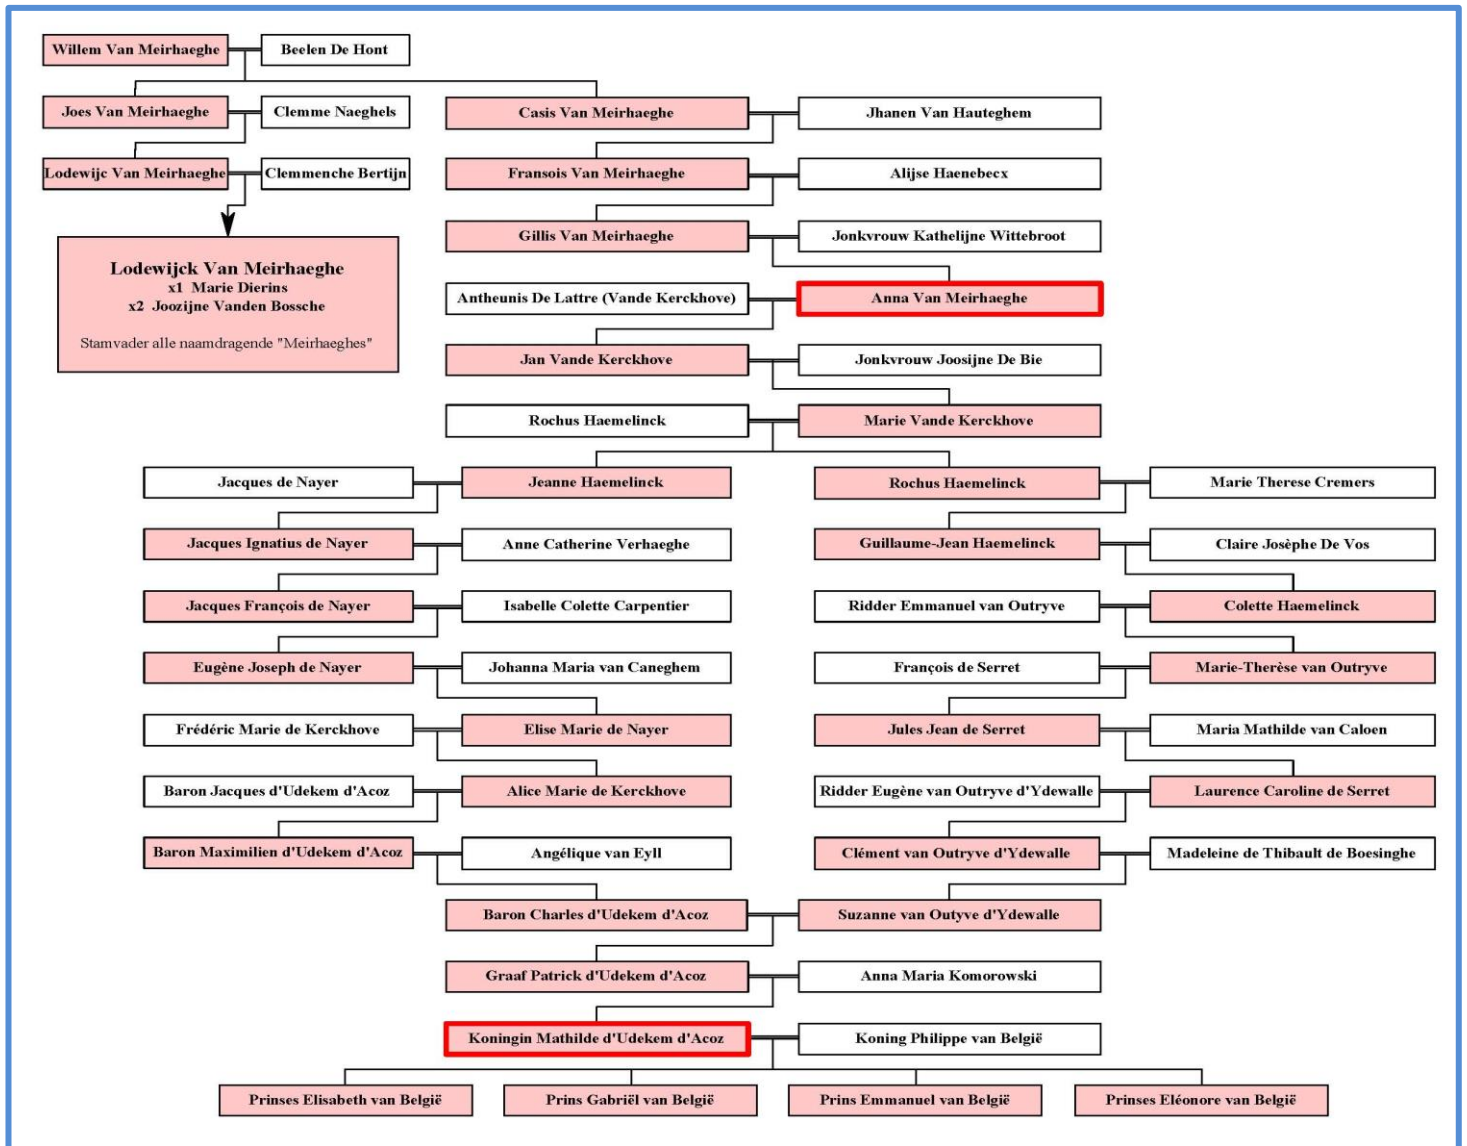 Willem Van Meirhaeghe
Beelen De Hont
Joes Van Meirhaeghe
Clemme Naeghels
Casis Van Meirhaeghe
Jhanen Van Hauteghem
Lodewijc Van Meirhaeghe
Clemmenche Bertijn
Fransois Van Meirhaeghe
Alijse Haenebecx
Gillis Van Meirhaeghe
Jonkvrouw Kathelijne Wittebroot
Lodewijck Van Meirhaeghe
x1 Marie Dierins
x2 Joozijne Vanden Bossche
Stamvader alle naamdragende "Meirhaeghes"
Antheunis De Lattre (Vande Kerckhove)
Anna Van Meirhaeghe
Jan Vande Kerckhove
Jonkvrouw Joosijne De Bie
Rochus Haemelinck
Marie Vande Kerckhove
Jacques de Nayer
Jeanne Haemelinck
Rochus Haemelinck
Marie Therese Cremers
Jacques Ignatius de Nayer
Anne Catherine Verhaeghe
Guillaume-Jean Haemelinck
Claire Josèphe De Vos
Jacques François de Nayer
Isabelle Colette Carpentier
Ridder Emmanuel van Outryve
Colette Haemelinck
Eugène Joseph de Nayer
Johanna Maria van Caneghem
François de Serret
Marie-Therèse van Outryve
Frédéric Marie de Kerckhove
Elise Marie de Nayer
Jules Jean de Serret
Maria Mathilde van Caloen
Baron Jacques d'Udekem d'Acoz
Alice Marie de Kerckhove
Ridder Eugène van Outryve d'Ydewalle
Laurence Caroline de Serret
Baron Maximilien d'Udekem d'Acoz
Angélique van Eyll
Clément van Outryve d'Ydewalle
Madeleine de Thibault de Boesinghe
Baron Charles d'Udekem d'Acoz
Suzanne van Outyve d'Ydewalle
Graaf Patrick d'Udekem d'Acoz
Anna Maria Komorowski
Koningin Mathilde d'Udekem d'Acoz
Koning Philippe van België
Prinses Elisabeth van België
Prins Gabriël van België
Prins Emmanuel van België
Prinses Eléonore van België